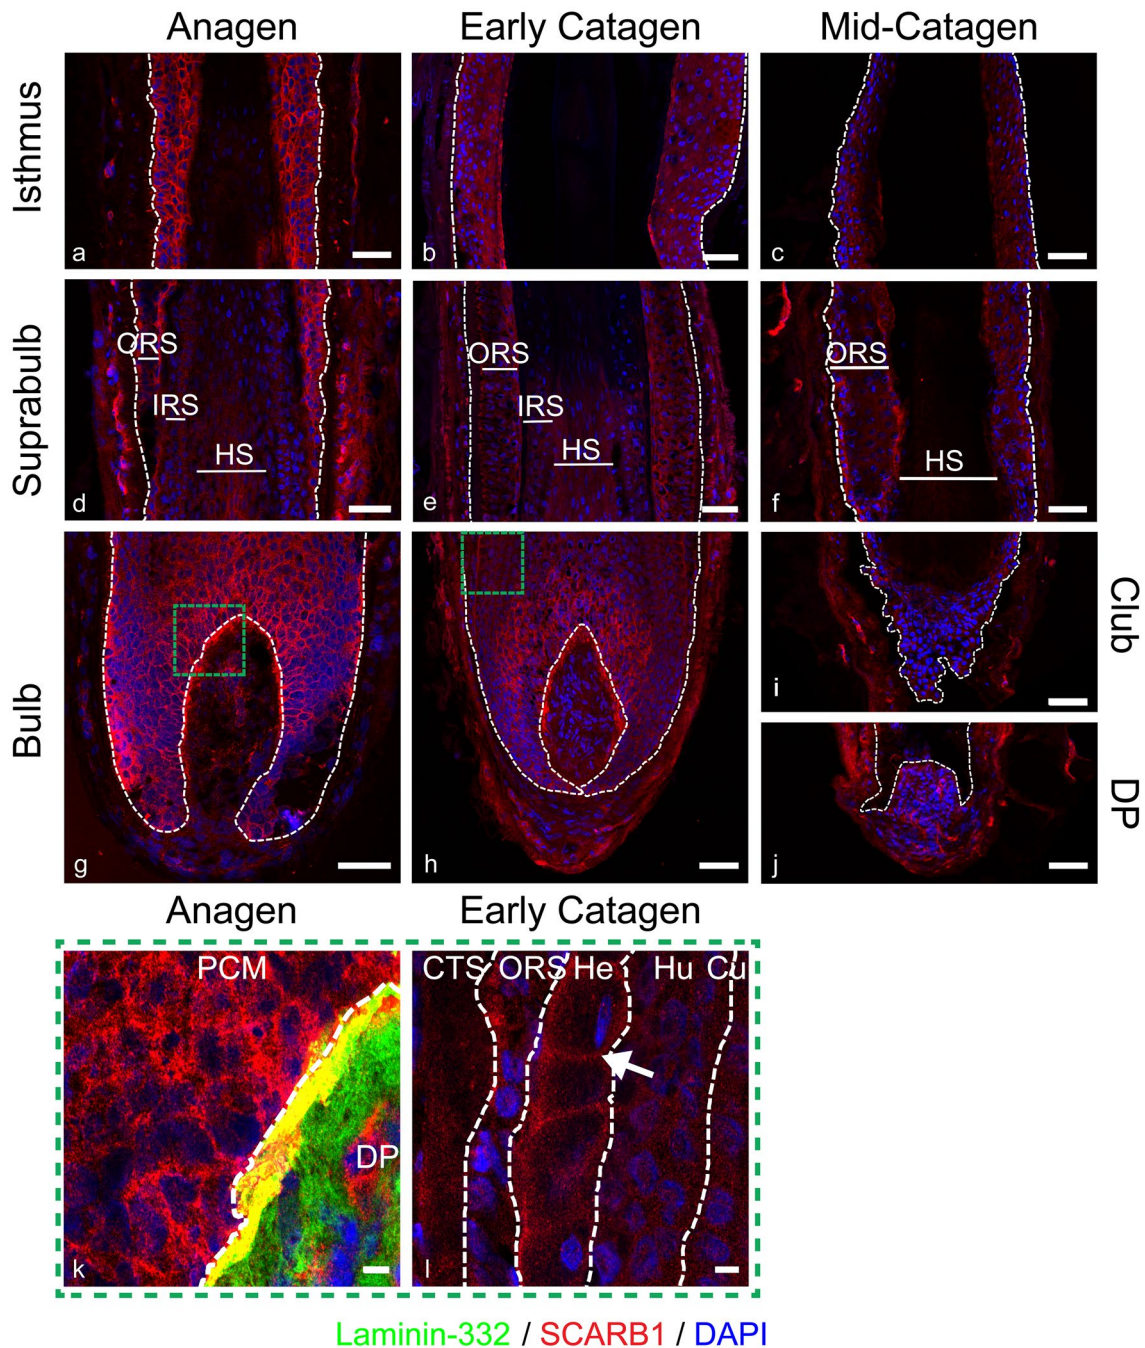 Anagen Early Catagen Mid-Catagen
Isthmus
a b c
Suprabulb
ORS ORS ORS
IRS IRS
HS HS HS
d e f
Bulb
g h i
Club
j
DP
Anagen Early Catagen
PCM CTS ORS He Hu Cu
DP
k l
Laminin-332 / SCARB1 / DAPI